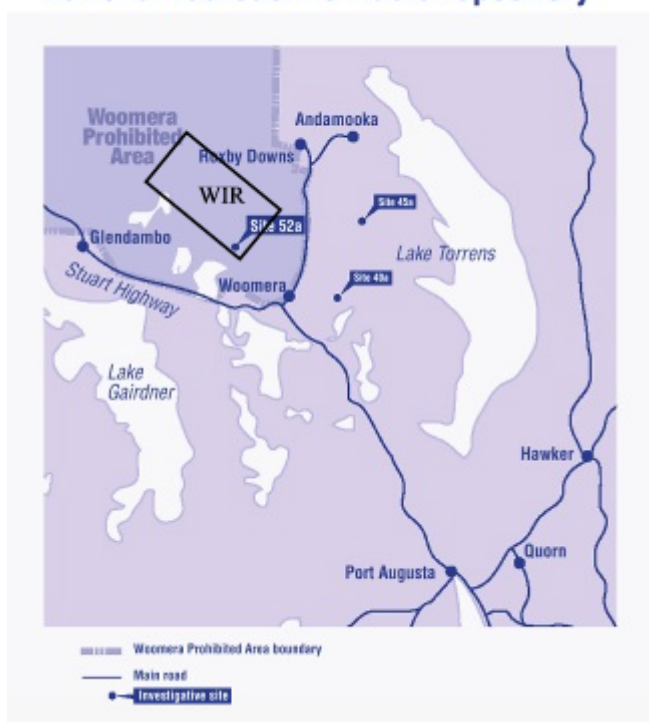 Andamooka
Woomera
Prohibited
Area
Roxby Downs
WIR
Site 45a
Site 52a
Glendambo
Lake Torrens
Stuart Highway
Woomera
Site 40a
Lake
Gairdner
Hawker
Quorn
Port Augusta
Woomera Prohibited Area boundary
Main road
Investigative site